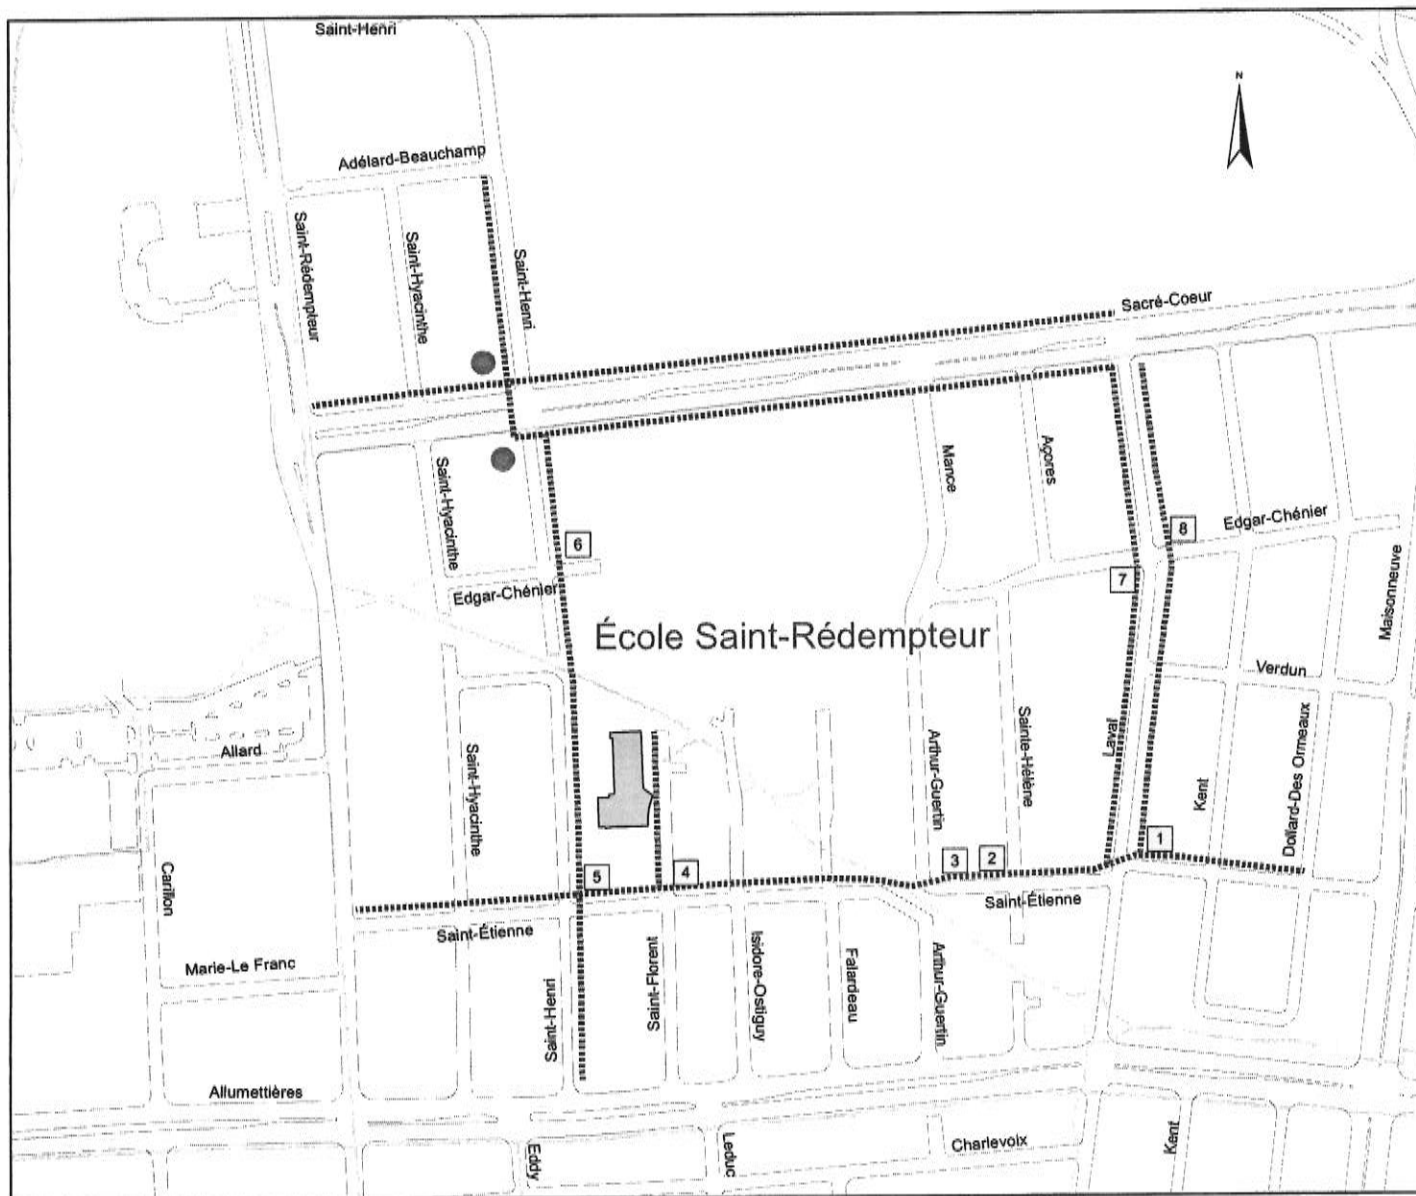 Saint-Henri
N
Adélard-Beauchamp
Saint-Rédempteur
Saint-Hyacinthe
Saint-Henri
Sacré-Coeur
Saint-Hyacinthe
Mance
Açores
6
8
Edgar-Chénier
7
Edgar-Chénier
Maisonneuve
École Saint-Rédempteur
Verdun
Allard
Saint-Hyacinthe
Arthur-Guertin
Sainte-Hélène
Laval
Kent
Dollard-Des Ormeaux
1
3
2
5
4
Carillon
Saint-Étienne
Saint-Étienne
Marie-Le Franc
Saint-Henri
Saint-Florent
Isidore-Ostiguy
Falardeau
Arthur-Guertin
Allumettières
Eddy
Leduc
Charlevoix
Kent